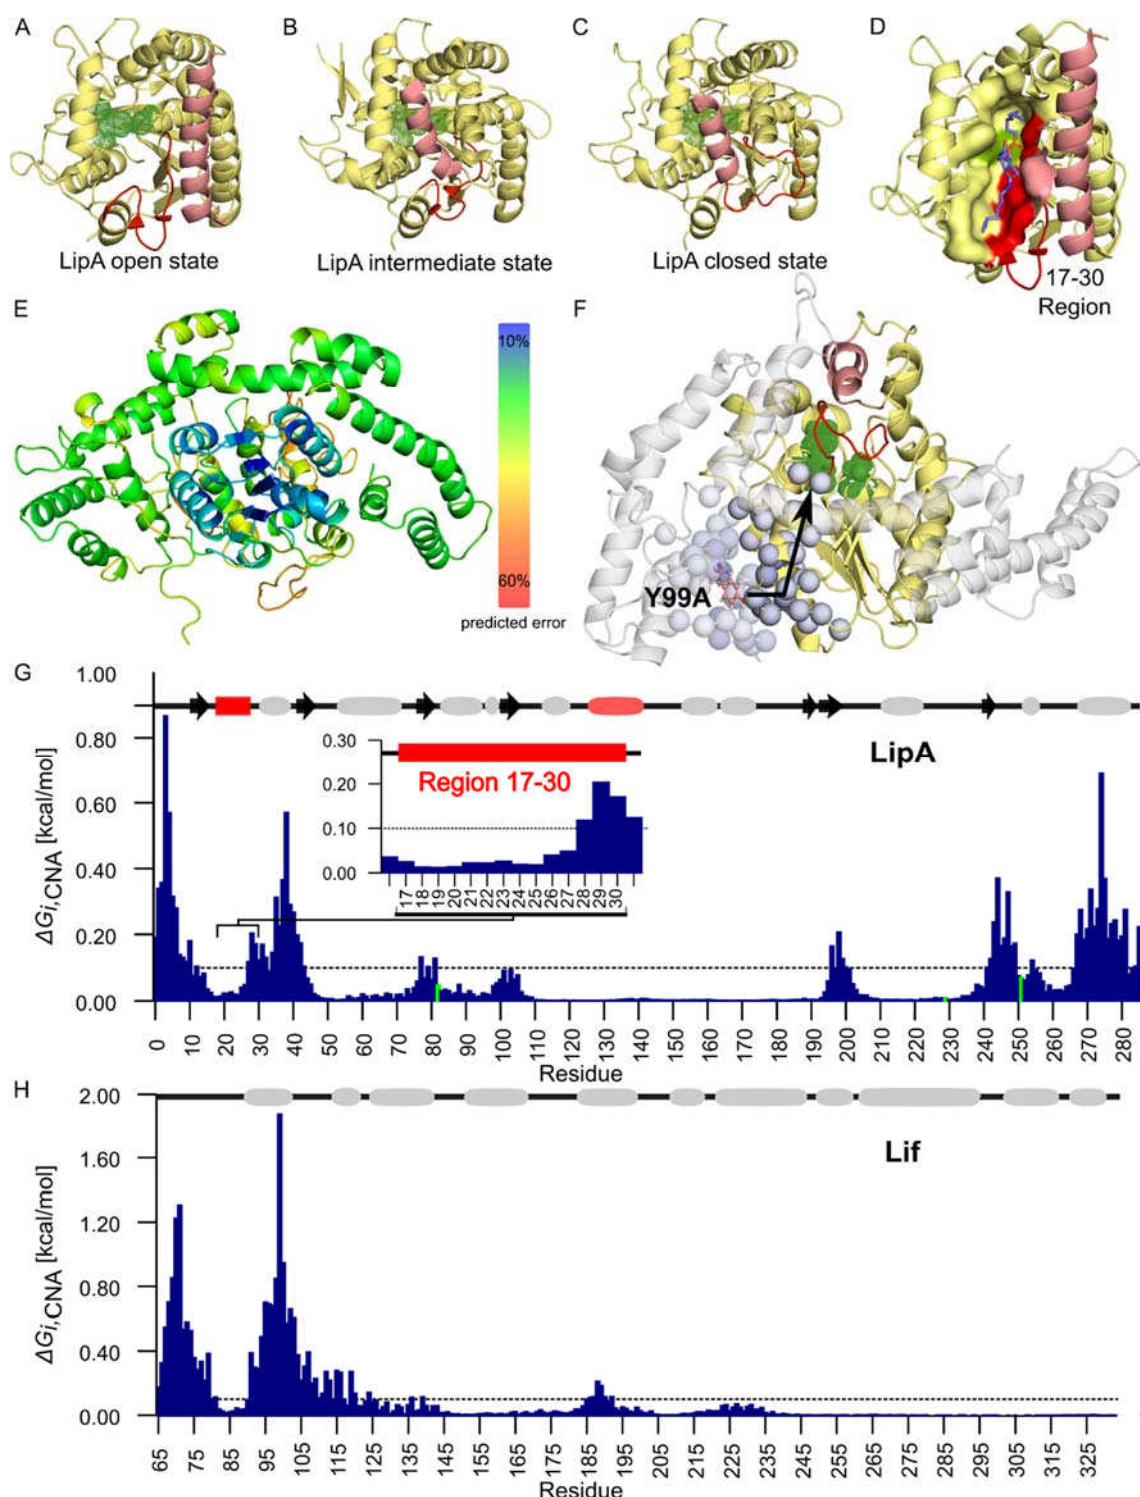 A
B
C
D
LipA open state
LipA intermediate state
LipA closed state
17-30
Region
E
10%
60%
predicted error
F
Y99A
G
1.00
0.80
0.60
0.40
0.20
0.00
ΔGi,CNA [kcal/mol]
LipA
0.30
0.20
0.10
0.00
Region 17-30
17 18 19 20 21 22 23 24 25 26 27 28 29 30
0 10 20 30 40 50 60 70 80 90 100 110 120 130 140 150 160 170 180 190 200 210 220 230 240 250 260 270 280
Residue
H
2.00
1.60
1.20
0.80
0.40
0.00
ΔGi,CNA [kcal/mol]
Lif
65 75 85 95 105 115 125 135 145 155 165 175 185 195 205 215 225 235 245 255 265 275 285 295 305 315 325
Residue